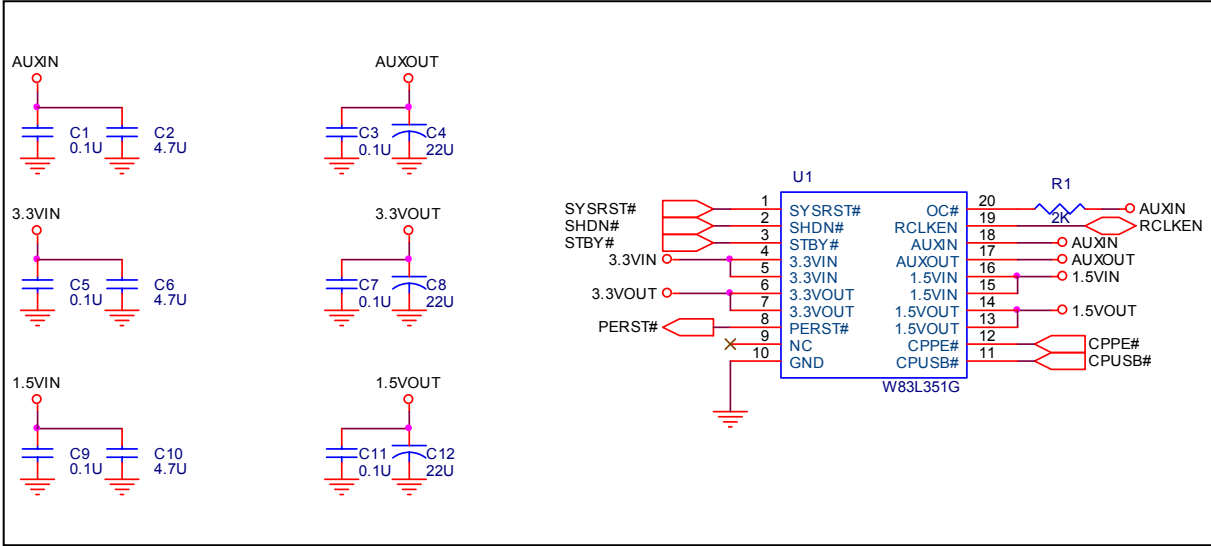 AUXIN
AUXOUT
C1
0.1U
C2
4.7U
C3
0.1U
C4
22U
3.3VIN
3.3VOUT
C5
0.1U
C6
4.7U
C7
0.1U
C8
22U
1.5VIN
1.5VOUT
C9
0.1U
C10
4.7U
C11
0.1U
C12
22U
U1
R1
2K
SYSRST# 1 SYSRST# OC# 20 AUXIN
SHDN# 2 SHDN# RCLKEN 19 RCLKEN
STBY# 3 STBY# AUXIN 18 AUXIN
3.3VIN 4 3.3VIN AUXOUT 17 AUXOUT
5 3.3VIN 1.5VIN 16 1.5VIN
3.3VOUT 6 3.3VOUT 1.5VIN 15
7 3.3VOUT 1.5VOUT 14 1.5VOUT
PERST# 8 PERST# 1.5VOUT 13
9 NC CPPE# 12 CPPE#
10 GND CPUSB# 11 CPUSB#
W83L351G